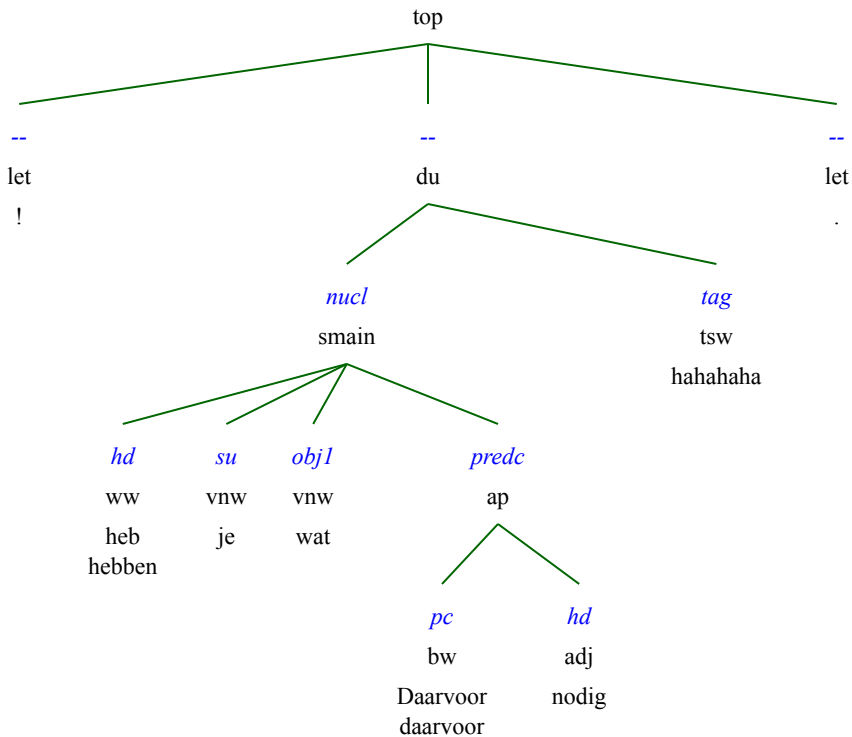 top
-- -- --
let du let
! .
nucl tag
smain tsw
hahahaha
hd su obj1 predc
ww vnw vnw ap
heb je wat
hebben
pc hd
bw adj
Daarvoor nodig
daarvoor